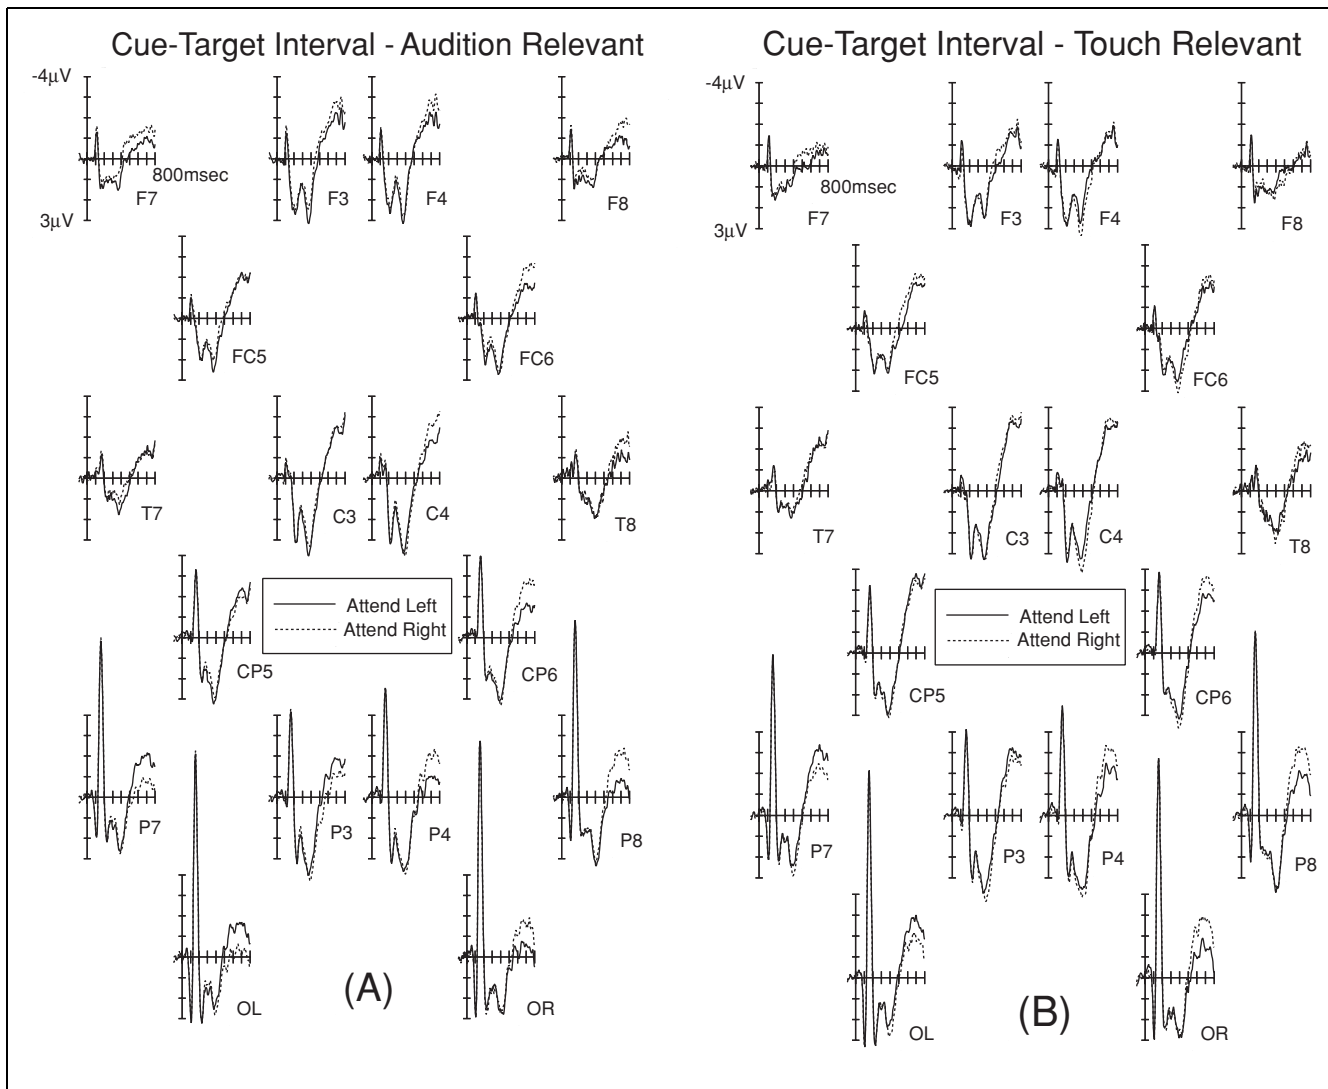 Cue-Target Interval - Audition Relevant
-4µV
800msec
3µV
F7
F3
F4
F8
FC5
FC6
T7
C3
C4
T8
Attend Left
Attend Right
CP5
CP6
P7
P3
P4
P8
OL
(A)
OR
Cue-Target Interval - Touch Relevant
-4µV
800msec
3µV
F7
F3
F4
F8
FC5
FC6
T7
C3
C4
T8
Attend Left
Attend Right
CP5
CP6
P7
P3
P4
P8
OL
(B)
OR